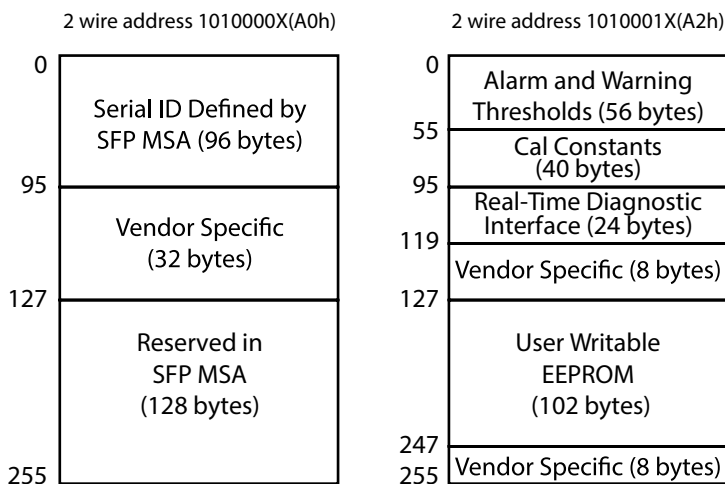 2 wire address 1010000X(A0h)
0
Serial ID Defined by
SFP MSA (96 bytes)
95
Vendor Specific
(32 bytes)
127
Reserved in
SFP MSA
(128 bytes)
255
2 wire address 1010001X(A2h)
0
Alarm and Warning
Thresholds (56 bytes)
55
Cal Constants
(40 bytes)
95
Real-Time Diagnostic
Interface (24 bytes)
119
Vendor Specific (8 bytes)
127
User Writable
EEPROM
(102 bytes)
247
Vendor Specific (8 bytes)
255